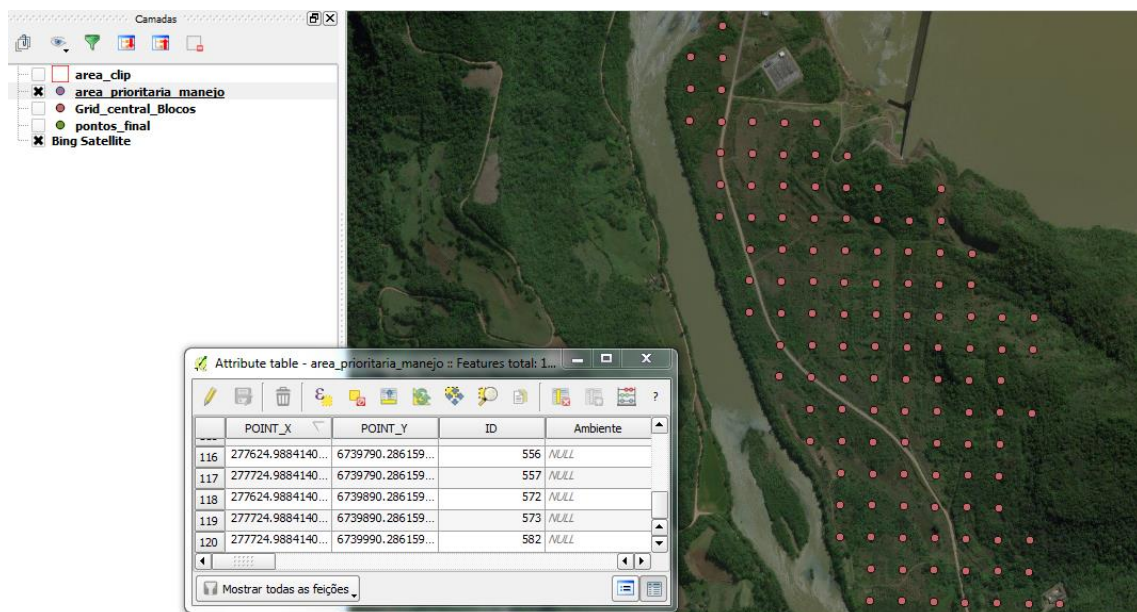 Camadas
area_clip
area_prioritaria_manejo
Grid_central_Blocos
pontos_final
Bing Satellite
Attribute table - area_prioritaria_manejo :: Features total: 1...
POINT_X POINT_Y ID Ambiente
116 277624.9884140... 6739790.286159... 556 NULL
117 277724.9884140... 6739790.286159... 557 NULL
118 277624.9884140... 6739890.286159... 572 NULL
119 277724.9884140... 6739890.286159... 573 NULL
120 277724.9884140... 6739990.286159... 582 NULL
Mostrar todas as feições